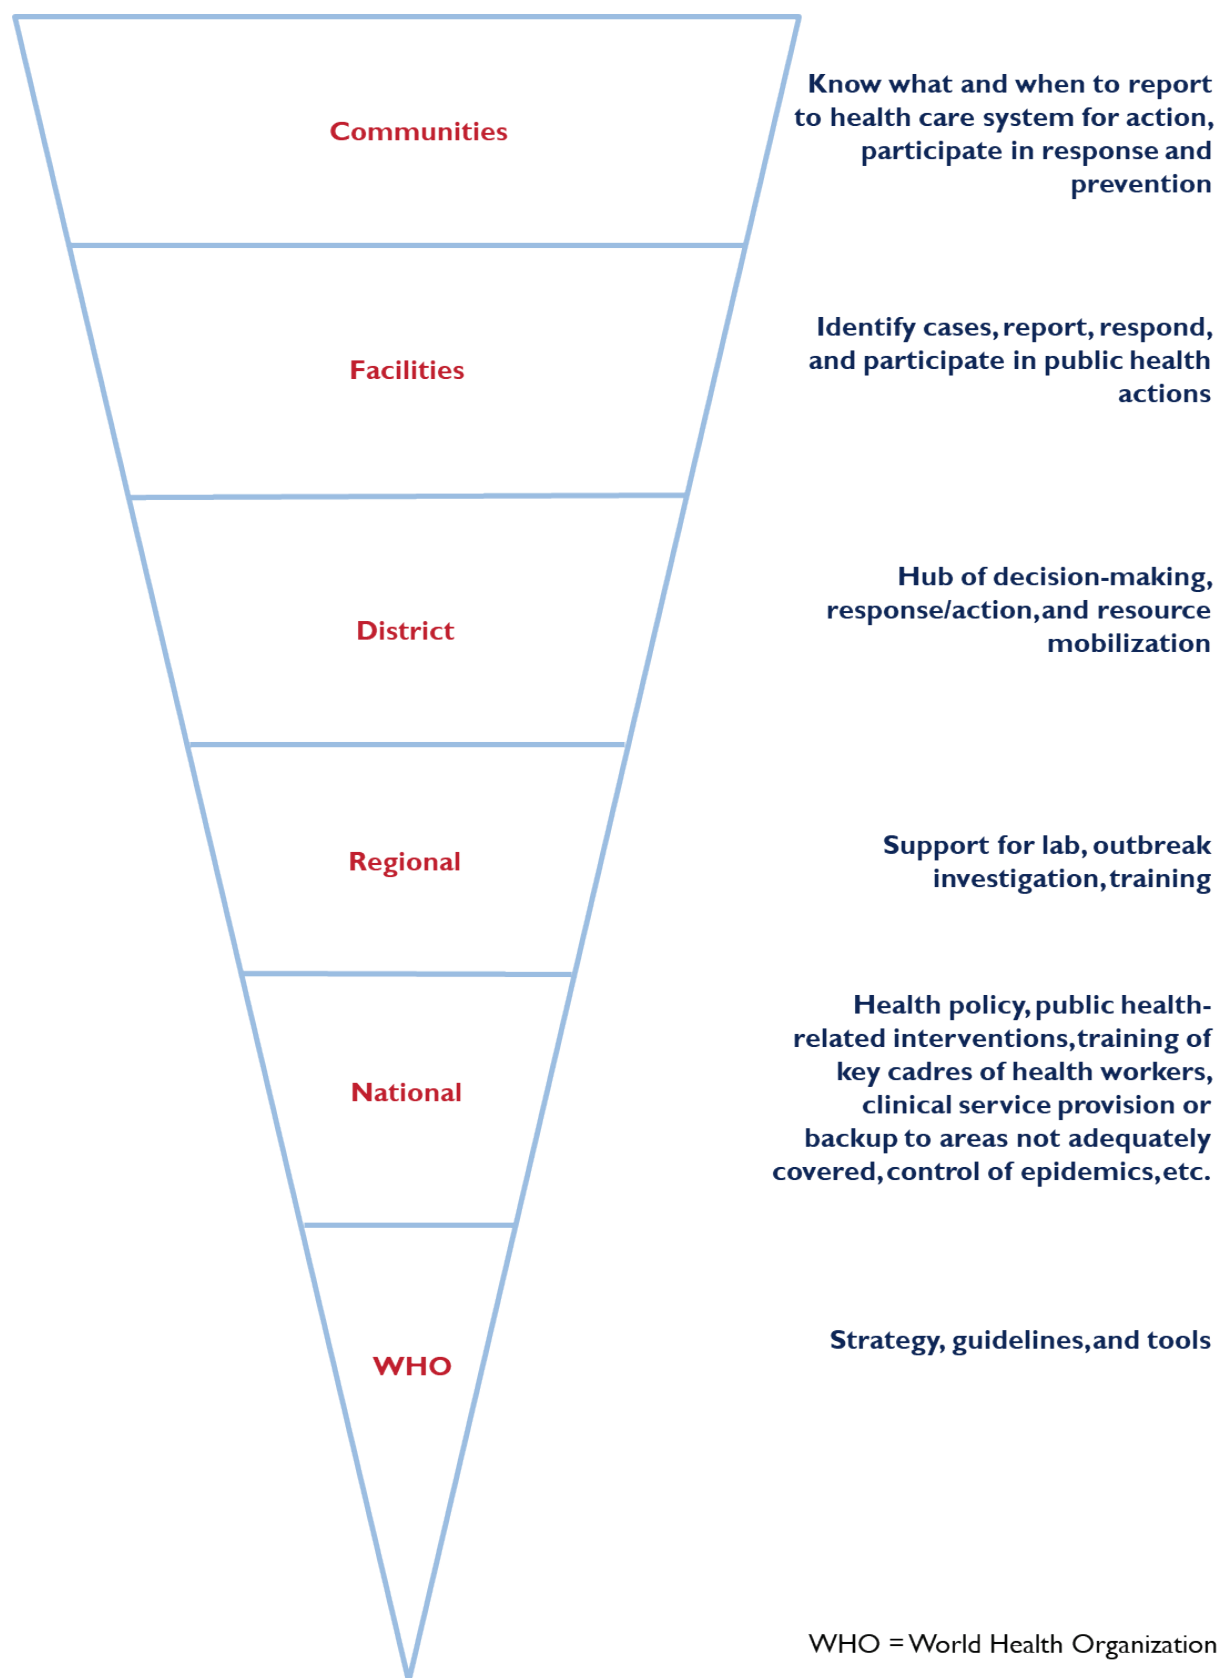 Communities
Know what and when to report
to health care system for action,
participate in response and
prevention
Facilities
Identify cases, report, respond,
and participate in public health
actions
District
Hub of decision-making,
response/action, and resource
mobilization
Regional
Support for lab, outbreak
investigation, training
National
Health policy, public health-
related interventions, training of
key cadres of health workers,
clinical service provision or
backup to areas not adequately
covered, control of epidemics, etc.
WHO
Strategy, guidelines, and tools
WHO = World Health Organization